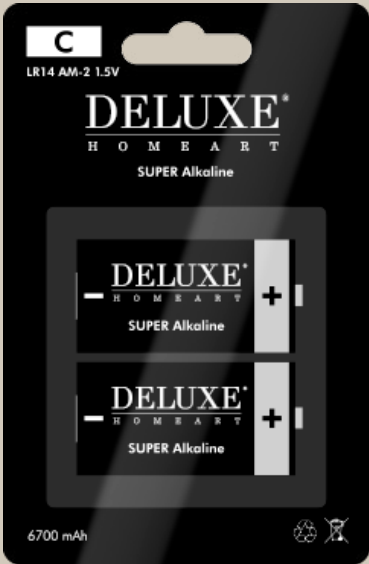 C
LR14 AM-2 1.5V
DELUXE®
HOMEART
SUPER Alkaline
− DELUXE® +
HOMEART
SUPER Alkaline
− DELUXE® +
HOMEART
SUPER Alkaline
6700 mAh